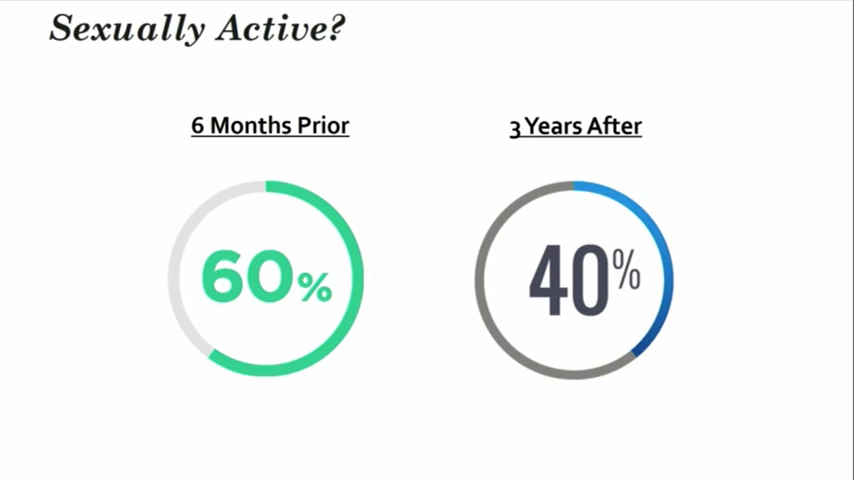 Sexually Active?
6 Months Prior
3 Years After
60%
40%